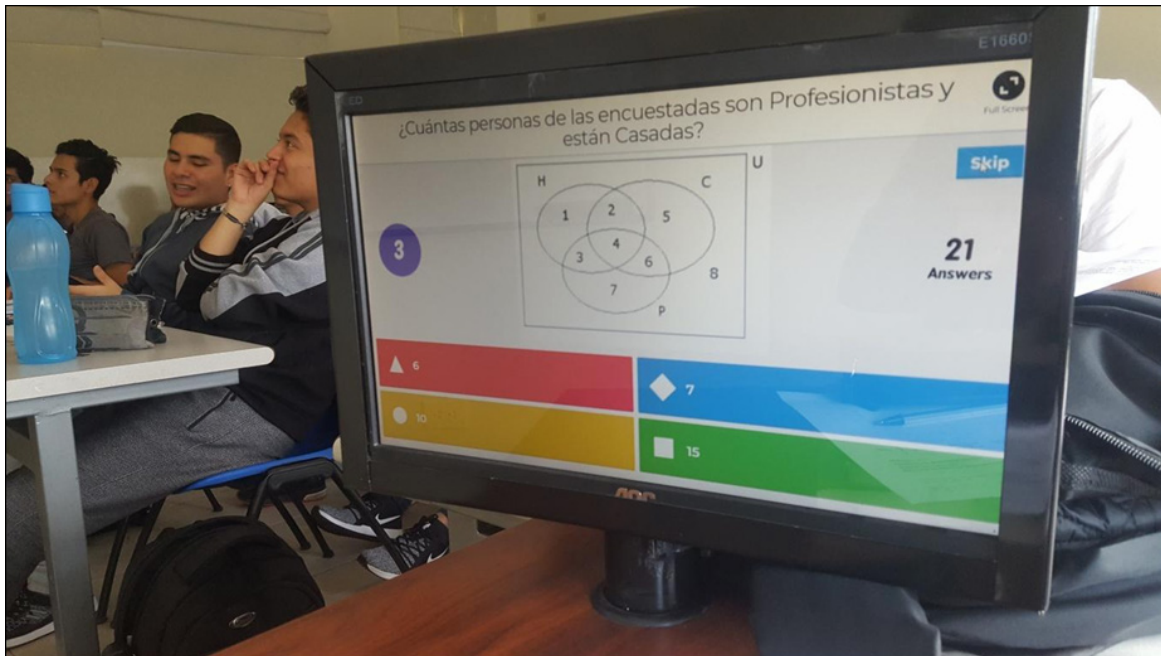 E1660S
¿Cuántas personas de las encuestadas son Profesionistas y
están Casadas?
Full Screen
Skip
U
H
C
1
2
5
3
4
3
6
8
7
P
21
Answers
6
7
10
15
AOC